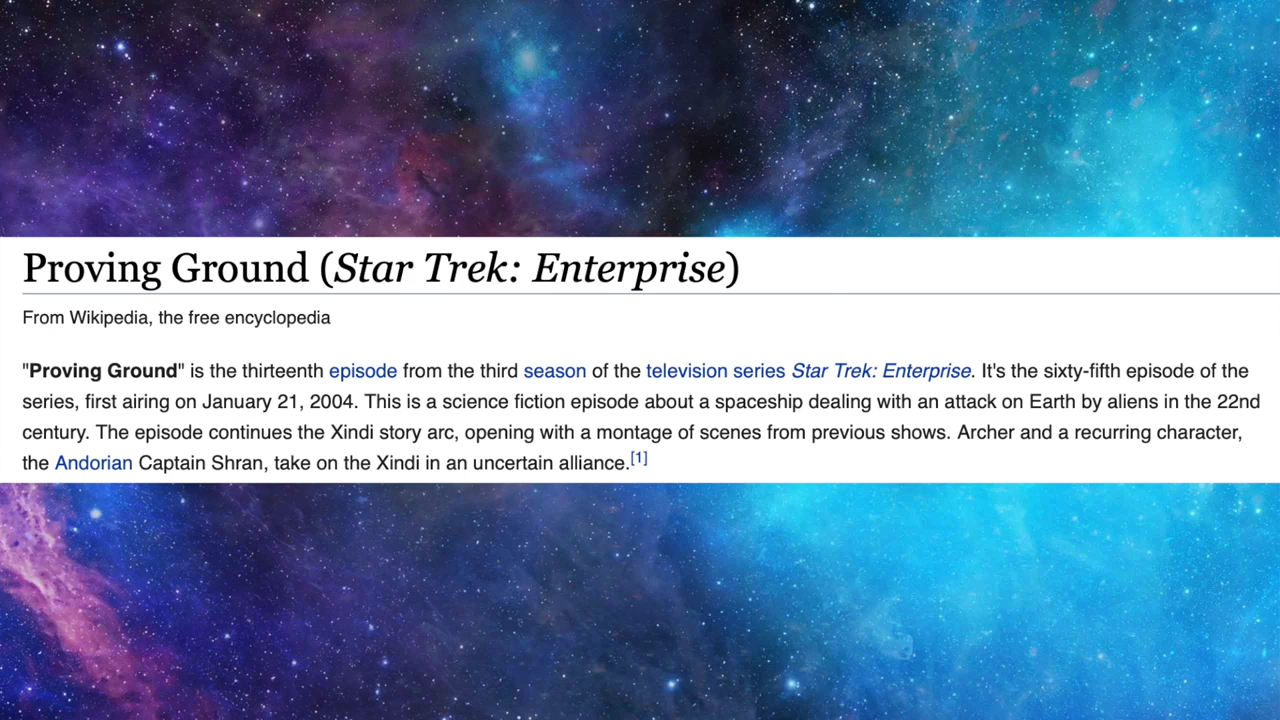 Proving Ground (Star Trek: Enterprise)
From Wikipedia, the free encyclopedia
"Proving Ground" is the thirteenth episode from the third season of the television series Star Trek: Enterprise. It's the sixty-fifth episode of the
series, first airing on January 21, 2004. This is a science fiction episode about a spaceship dealing with an attack on Earth by aliens in the 22nd
century. The episode continues the Xindi story arc, opening with a montage of scenes from previous shows. Archer and a recurring character,
the Andorian Captain Shran, take on the Xindi in an uncertain alliance.[1]